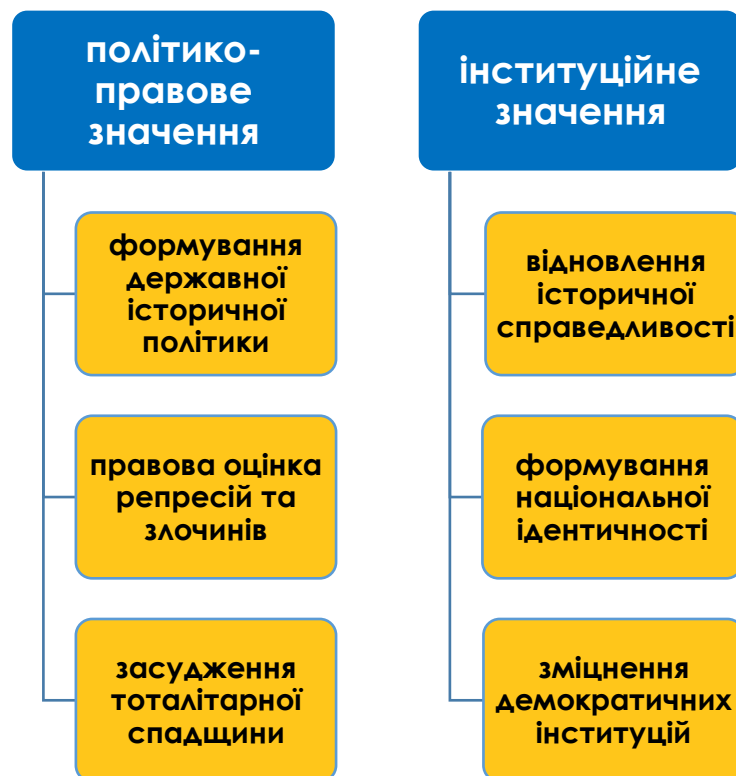 політико-
правове
значення
формування
державної
історичної
політики
правова оцінка
репресій та
злочинів
засудження
тоталітарної
спадщини
інституційне
значення
відновлення
історичної
справедливості
формування
національної
ідентичності
зміцнення
демократичних
інституцій